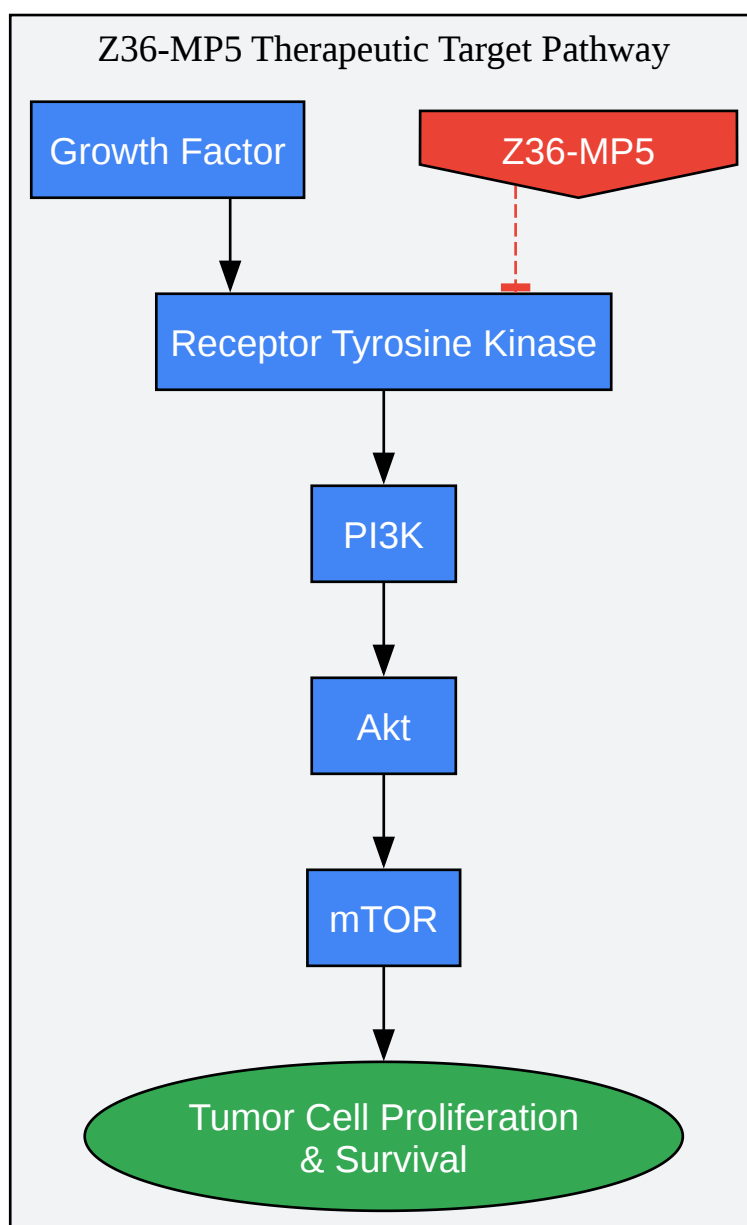 Z36-MP5 Therapeutic Target Pathway
Growth Factor
Z36-MP5
Receptor Tyrosine Kinase
PI3K
Akt
mTOR
Tumor Cell Proliferation
& Survival